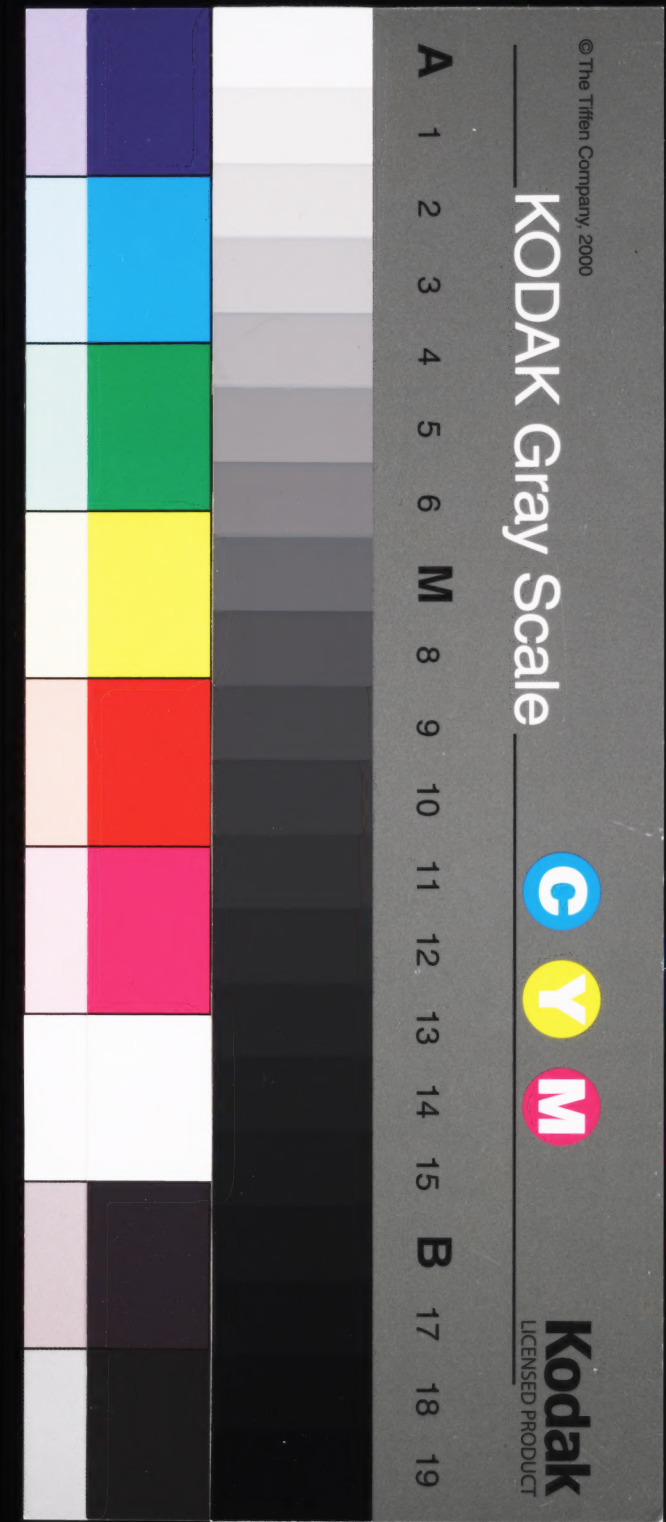 © The Tiffen Company, 2000
KODAK Gray Scale
C Y M
Kodak
LICENSED PRODUCT
A 1 2 3 4 5 6 M 8 9 10 11 12 13 14 15 B 17 18 19